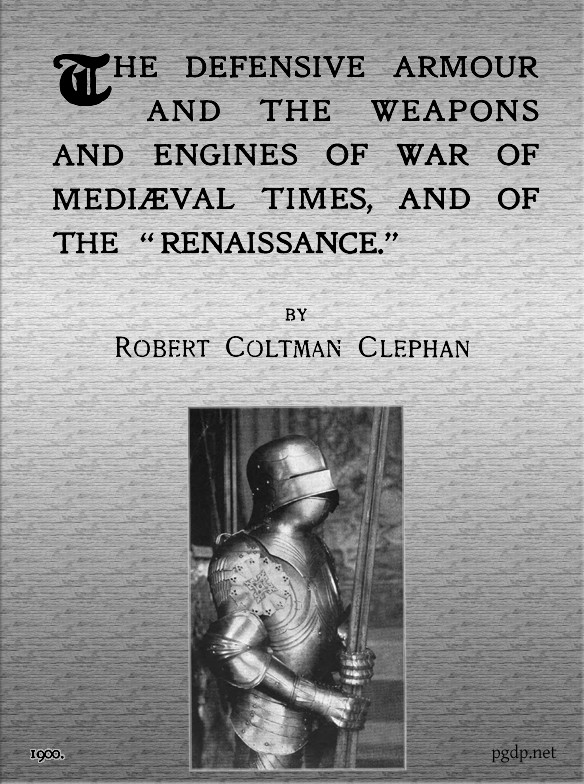 THE DEFENSIVE ARMOUR
AND THE WEAPONS
AND ENGINES OF WAR OF
MEDIÆVAL TIMES, AND OF
THE “RENAISSANCE.”
BY
ROBERT COLTMAN CLEPHAN
1900.
pgdp.net